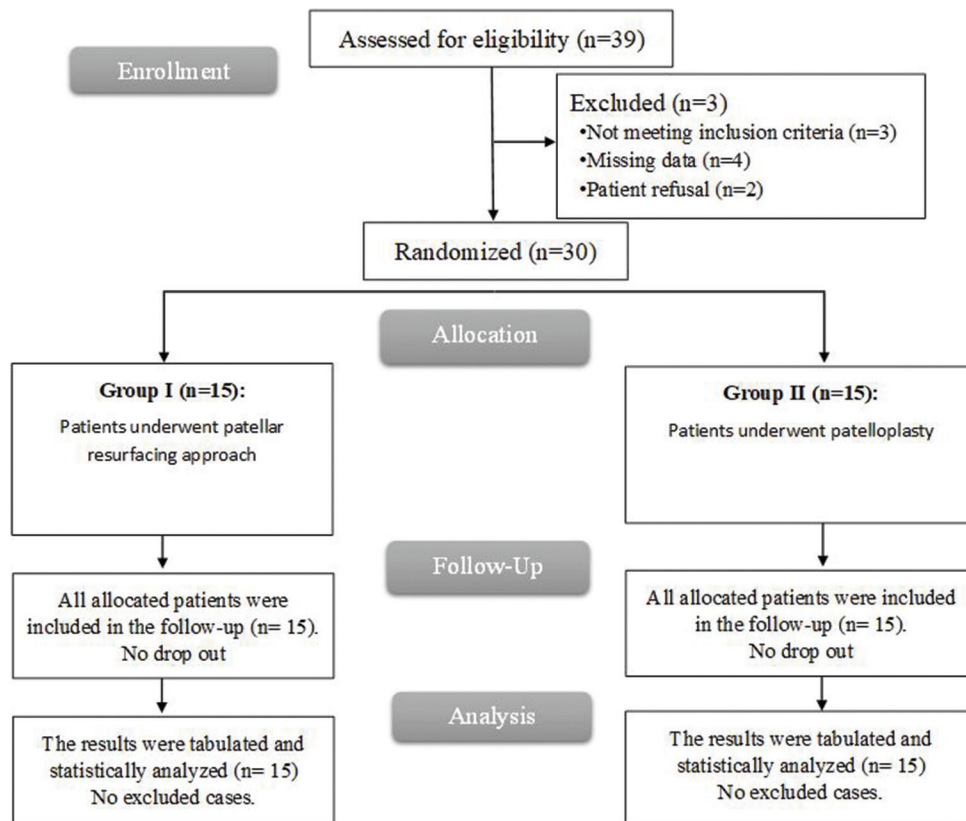 Assessed for eligibility (n=39)
Enrollment
Excluded (n=3)
•Not meeting inclusion criteria (n=3)
•Missing data (n=4)
•Patient refusal (n=2)
Randomized (n=30)
Allocation
Group I (n=15):
Patients underwent patellar
resurfacing approach
Group II (n=15):
Patients underwent patelloplasty
Follow-Up
All allocated patients were
included in the follow-up (n= 15).
No drop out
All allocated patients were included
in the follow-up (n= 15).
No drop out
Analysis
The results were tabulated and
statistically analyzed (n= 15)
No excluded cases.
The results were tabulated and
statistically analyzed (n= 15)
No excluded cases.